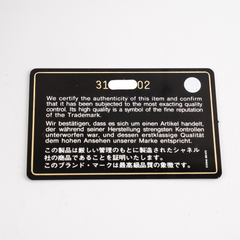 31 02
We certify the authenticity of this item and confirm
that it has been subjected to the most exacting quality
control. Its high quality is a symbol of the fine reputation
of the Trademark.
Wir bestätigen, dass es sich um einen Artikel handelt,
der während seiner Herstellung strengsten Kontrollen
unterworfen war, und dessen erstklassige Qualität
dem hohen Ansehen unserer Marke entspricht.
この製品は厳しい管理のもとに製造されたシャネル
社の商品であることを証明いたします。
このブランド・マークは最高級品質の象徴です。